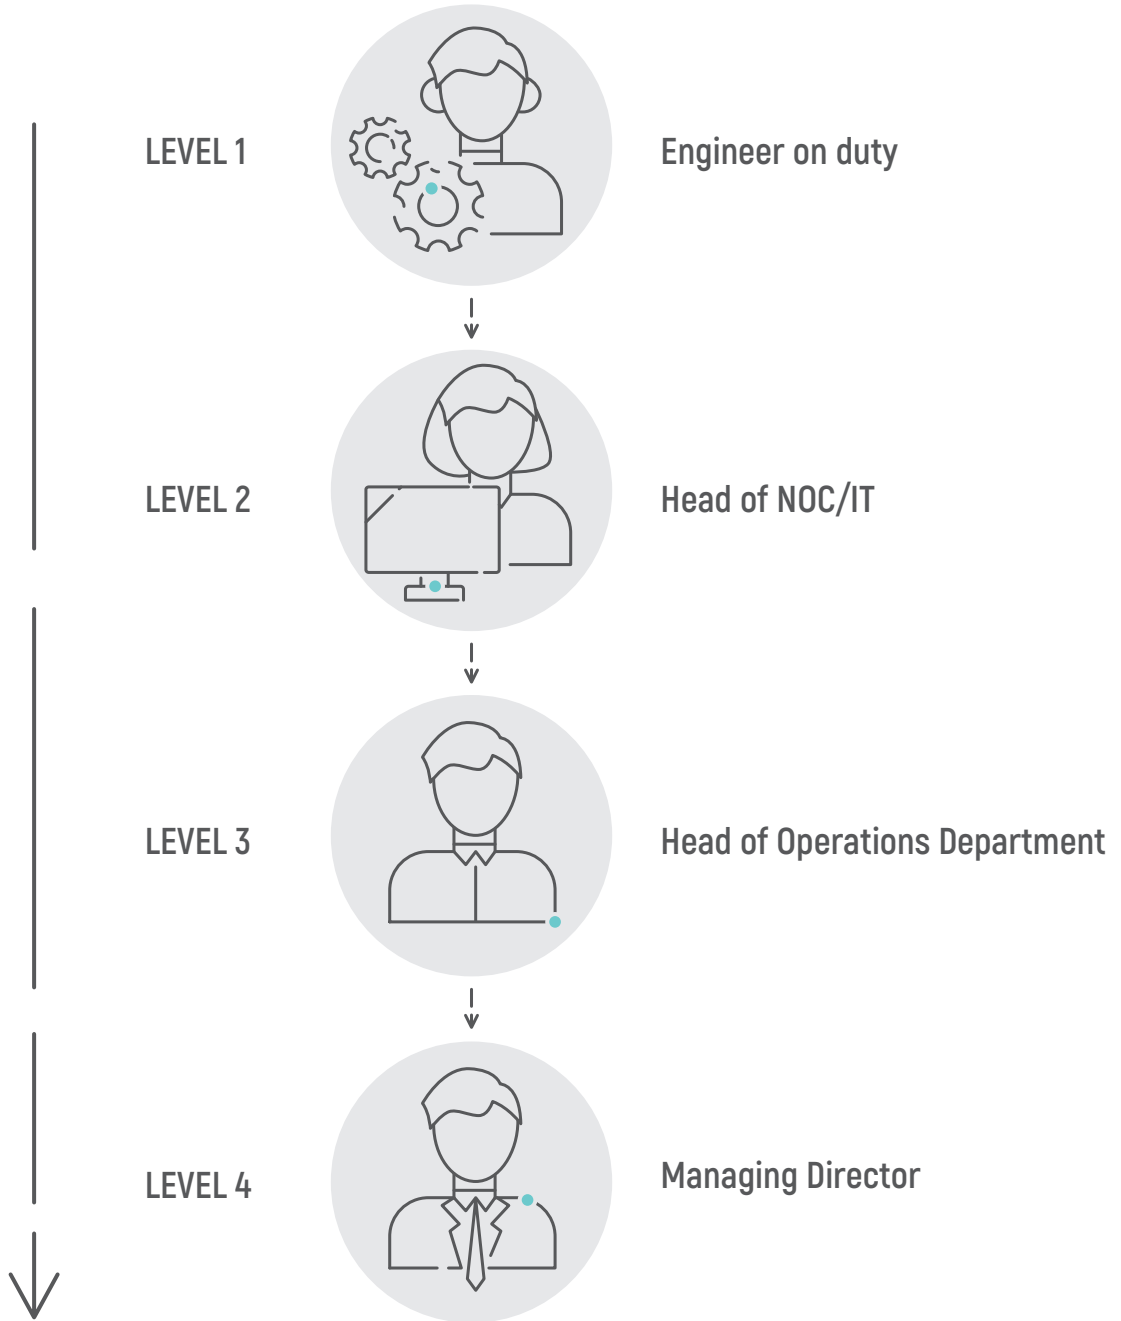 LEVEL 1
Engineer on duty
LEVEL 2
Head of NOC/IT
LEVEL 3
Head of Operations Department
LEVEL 4
Managing Director